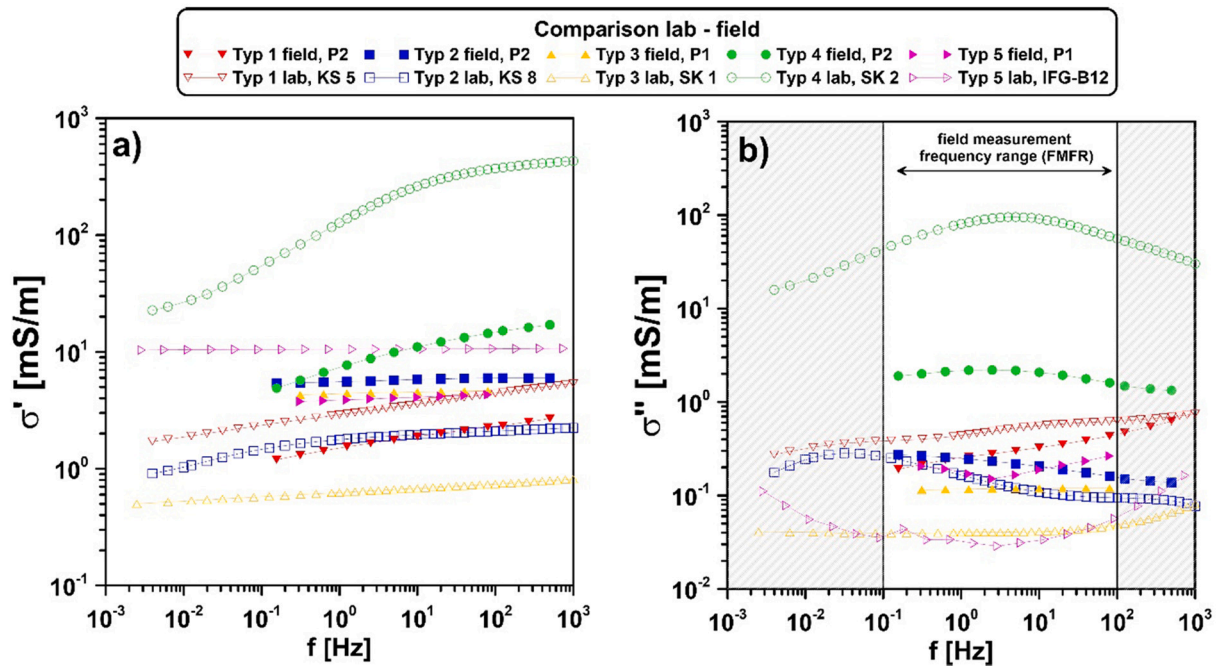 Comparison lab - field
Typ 1 field, P2 Typ 2 field, P2 Typ 3 field, P1 Typ 4 field, P2 Typ 5 field, P1
Typ 1 lab, KS 5 Typ 2 lab, KS 8 Typ 3 lab, SK 1 Typ 4 lab, SK 2 Typ 5 lab, IFG-B12
a)
σ' [mS/m]
10³
10²
10¹
10⁰
10⁻¹
10⁻³ 10⁻² 10⁻¹ 10⁰ 10¹ 10² 10³
f [Hz]
b)
field measurement
frequency range (FMFR)
σ'' [mS/m]
10³
10²
10¹
10⁰
10⁻¹
10⁻²
10⁻³ 10⁻² 10⁻¹ 10⁰ 10¹ 10² 10³
f [Hz]